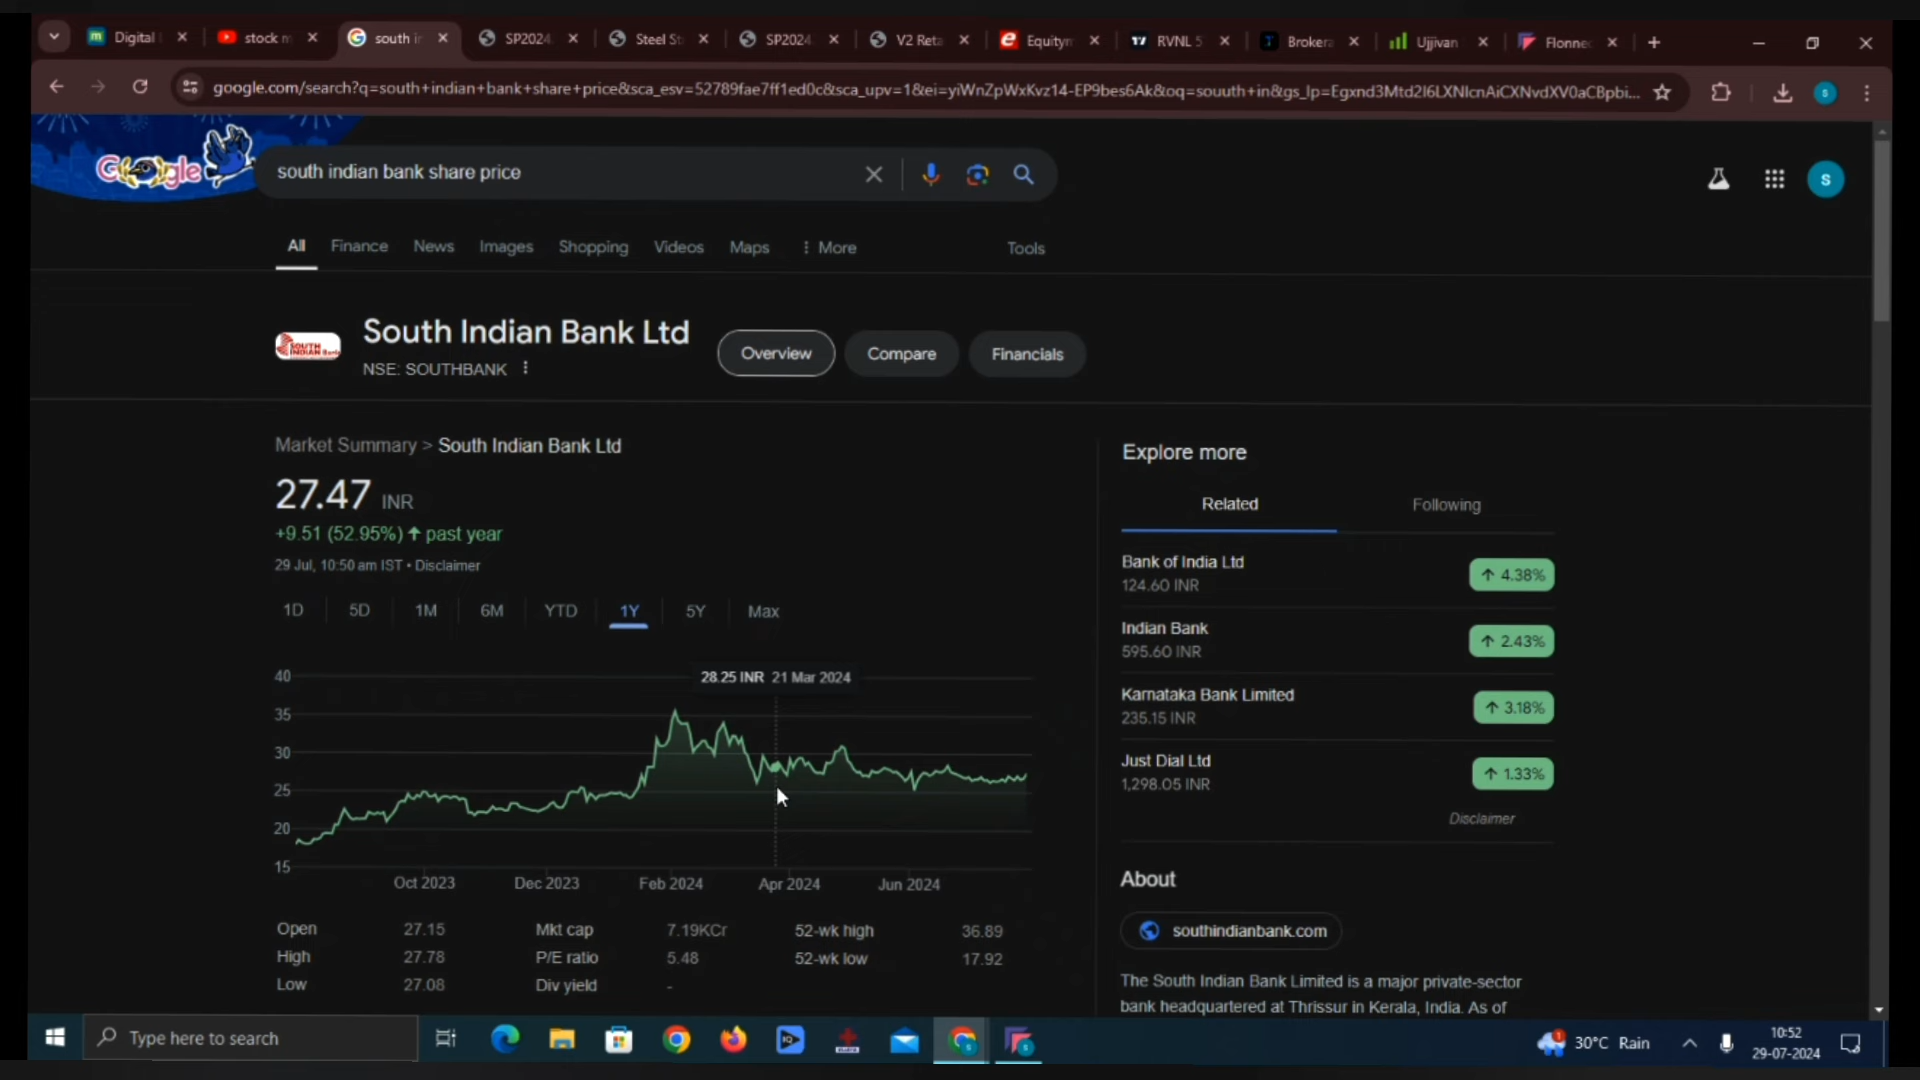 Digital
stock m
south in
SP2024
Steel St
SP2024
V2 Reta
Equitym
RVNL 5
Brokera
Ujjivan
Flonne
google.com/search?q=south+indian+bank+share+price&sca_esv=52789fae7ff1ed0c&sca_upv=1&ei=yiWnZpWxKvz14-EP9bes6Ak&oq=souuth+in&gs_lp=Egxnd3Mtd2l6LXNlcnAiCXNvdXV0aCBpbi...
Google
south indian bank share price
All
Finance
News
Images
Shopping
Videos
Maps
More
Tools
S
SOUTH
INDIAN Bank
South Indian Bank Ltd
NSE: SOUTHBANK
Overview
Compare
Financials
Market Summary > South Indian Bank Ltd
27.47 INR
+9.51 (52.95%) ↑ past year
29 Jul, 10:50 am IST • Disclaimer
1D
5D
1M
6M
YTD
1Y
5Y
Max
28.25 INR 21 Mar 2024
40
35
30
25
20
15
Oct 2023
Dec 2023
Feb 2024
Apr 2024
Jun 2024
Open 27.15
Mkt cap 7.19KCr
52-wk high 36.89
High 27.78
P/E ratio 5.48
52-wk low 17.92
Low 27.08
Div yield -
Explore more
Related
Following
Bank of India Ltd
124.60 INR
↑ 4.38%
Indian Bank
595.60 INR
↑ 2.43%
Karnataka Bank Limited
235.15 INR
↑ 3.18%
Just Dial Ltd
1,298.05 INR
↑ 1.33%
Disclaimer
About
southindianbank.com
The South Indian Bank Limited is a major private-sector
bank headquartered at Thrissur in Kerala, India. As of
Type here to search
30°C Rain
10:52
29-07-2024